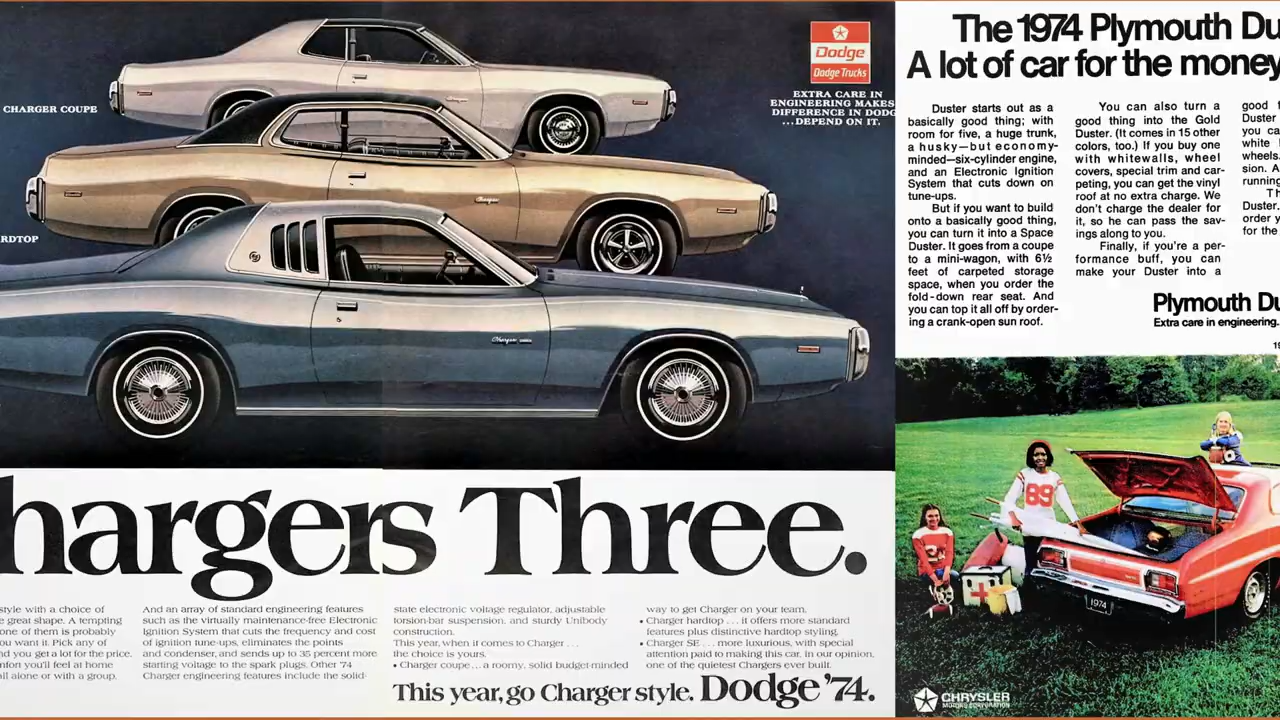 CHARGER COUPE
RDTOP
Dodge
Dodge Trucks
EXTRA CARE IN
ENGINEERING MAKES
DIFFERENCE IN DODG
...DEPEND ON IT.
Charger
hargers Three.
style with a choice of
e great shape. A tempting
one of them is probably
ou want it. Pick any of
nd you get a lot for the price.
mfort you'll feel at home
all alone or with a group.
And an array of standard engineering features
such as the virtually maintenance-free Electronic
Ignition System that cuts the frequency and cost
of ignition tune-ups, eliminates the points
and condenser, and sends up to 35 percent more
starting voltage to the spark plugs. Other '74
Charger engineering features include the solid-
state electronic voltage regulator, adjustable
torsion-bar suspension, and sturdy Unibody
construction.
This year, when it comes to Charger ...
the choice is yours.
• Charger coupe ... a roomy, solid budget-minded
way to get Charger on your team.
• Charger hardtop ... it offers more standard
features plus distinctive hardtop styling.
• Charger SE ... more luxurious, with special
attention paid to making this car, in our opinion,
one of the quietest Chargers ever built.
This year, go Charger style. Dodge '74.
The 1974 Plymouth Du
A lot of car for the money
Duster starts out as a
basically good thing; with
room for five, a huge trunk,
a husky—but economy-
minded—six-cylinder engine,
and an Electronic Ignition
System that cuts down on
tune-ups.
But if you want to build
onto a basically good thing,
you can turn it into a Space
Duster. It goes from a coupe
to a mini-wagon, with 6½
feet of carpeted storage
space, when you order the
fold-down rear seat. And
you can top it all off by order-
ing a crank-open sun roof.
You can also turn a
good thing into the Gold
Duster. (It comes in 15 other
colors, too.) If you buy one
with whitewalls, wheel
covers, special trim and car-
peting, you can get the vinyl
roof at no extra charge. We
don't charge the dealer for
it, so he can pass the sav-
ings along to you.
Finally, if you're a per-
formance buff, you can
make your Duster into a
good t
Duster
you ca
white
wheels.
sion. A
running
Th
Duster.
order y
for the
Plymouth Du
Extra care in engineering.
19
89
1974
CHRYSLER
MOTORS CORPORATION